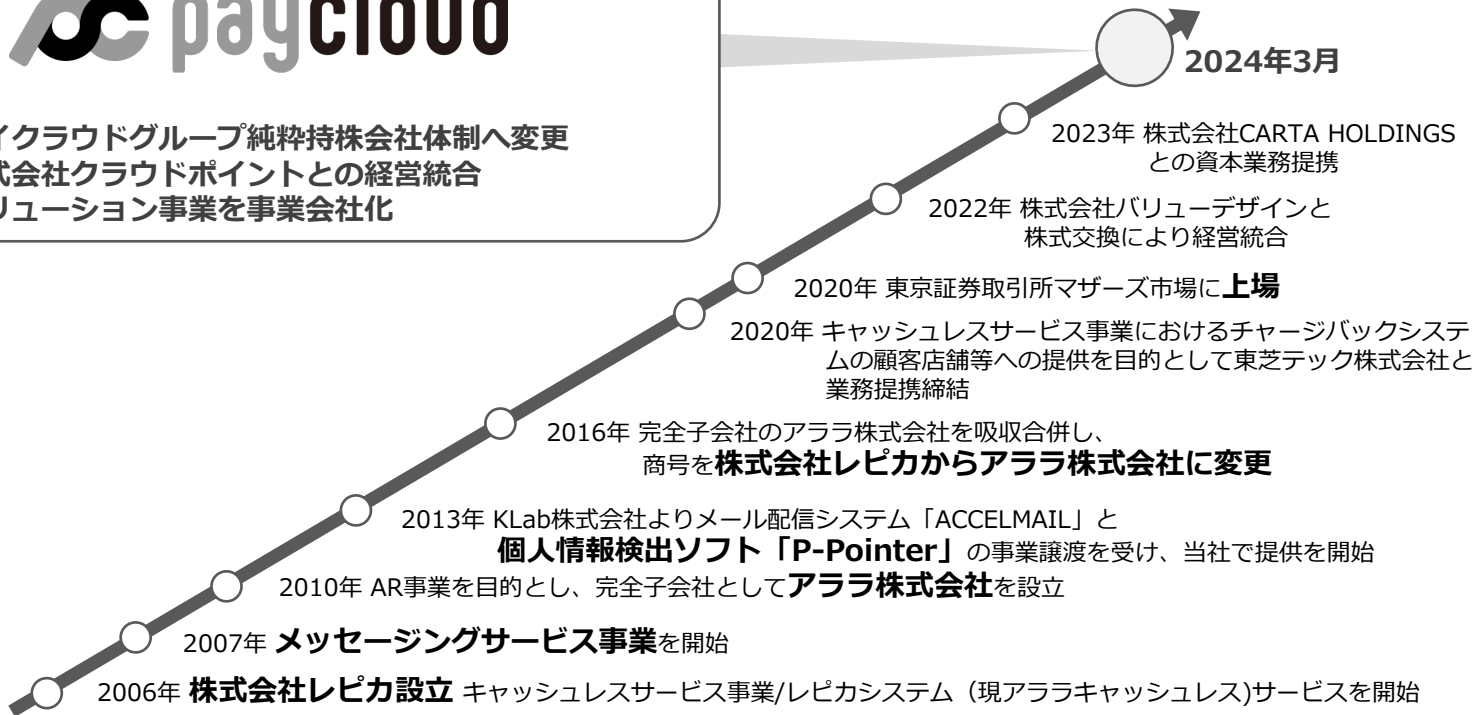 paycloud
イクラウドグループ純粋持株会社体制へ変更
式会社クラウドポイントとの経営統合
リューション事業を事業会社化
2024年3月
2023年 株式会社CARTA HOLDINGS
との資本業務提携
2022年 株式会社バリューデザインと
株式交換により経営統合
2020年 東京証券取引所マザーズ市場に上場
2020年 キャッシュレスサービス事業におけるチャージバックシステ
ムの顧客店舗等への提供を目的として東芝テック株式会社と
業務提携締結
2016年 完全子会社のアララ株式会社を吸収合併し、
商号を株式会社レピカからアララ株式会社に変更
2013年 KLab株式会社よりメール配信システム「ACCELMAIL」と
個人情報検出ソフト「P-Pointer」の事業譲渡を受け、当社で提供を開始
2010年 AR事業を目的とし、完全子会社としてアララ株式会社を設立
2007年 メッセージングサービス事業を開始
2006年 株式会社レピカ設立 キャッシュレスサービス事業/レピカシステム（現アララキャッシュレス)サービスを開始